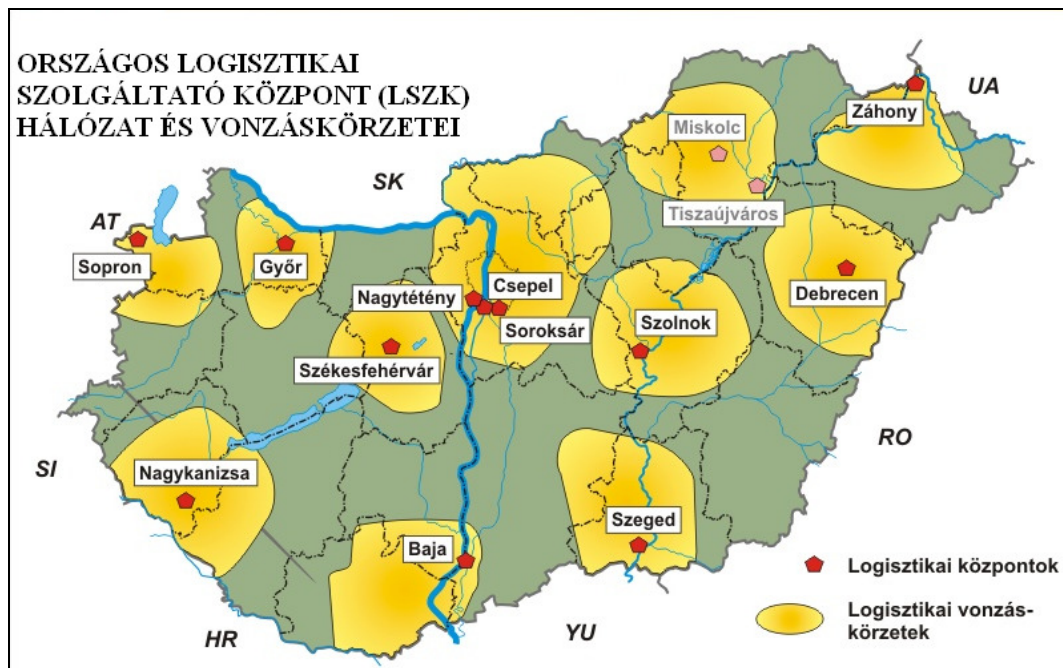 ORSZÁGOS LOGISZTIKAI
SZOLGÁLTATÓ KÖZPONT (LSZK)
HÁLÓZAT ÉS VONZÁSKÖRZETEI
UA
Záhony
Miskolc
SK
Tiszaújváros
AT
Sopron
Győr
Csepel
Nagytétény
Debrecen
Soroksár
Szolnok
Székesfehérvár
RO
SI
Nagykanizsa
Szeged
Baja
Logisztikai központok
Logisztikai vonzás-
körzetek
HR
YU